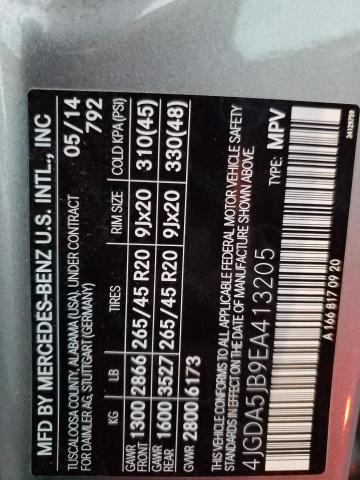 MFD BY MERCEDES-BENZ U.S. INTL., INC
TUSCALOOSA COUNTY, ALABAMA (USA), UNDER CONTRACT
FOR DAIMLER AG, STUTTGART (GERMANY)
05/14
792
KG LB TIRES RIM SIZE COLD KPA (PSI)
GAWR FRONT 1300 2866 265/45 R20 9Jx20 310(45)
GAWR REAR 1600 3527 265/45 R20 9Jx20 330(48)
GVWR 2800 6173
THIS VEHICLE CONFORMS TO ALL APPLICABLE FEDERAL MOTOR VEHICLE SAFETY
STANDARDS IN EFFECT ON THE DATE OF MANUFACTURE SHOWN ABOVE.
4JGDA5JB9EA413205 TYPE: MPV
A 166 817 09 20